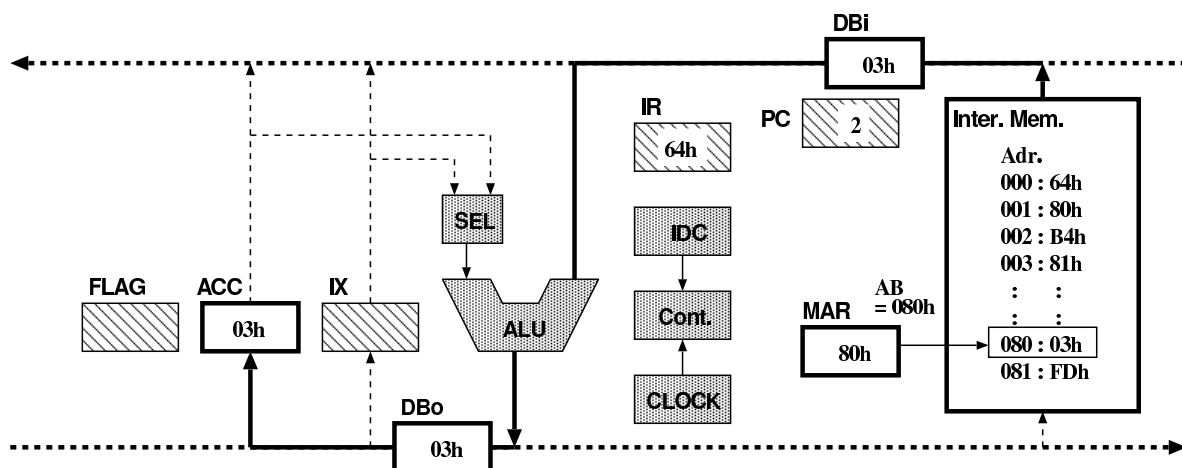 DBi
03h
IR
64h
PC
2
Inter. Mem.
Adr.
000 : 64h
001 : 80h
002 : B4h
003 : 81h
: :
: :
080 : 03h
081 : FDh
SEL
IDC
FLAG
ACC
03h
IX
ALU
Cont.
MAR
80h
AB
= 080h
CLOCK
DBo
03h